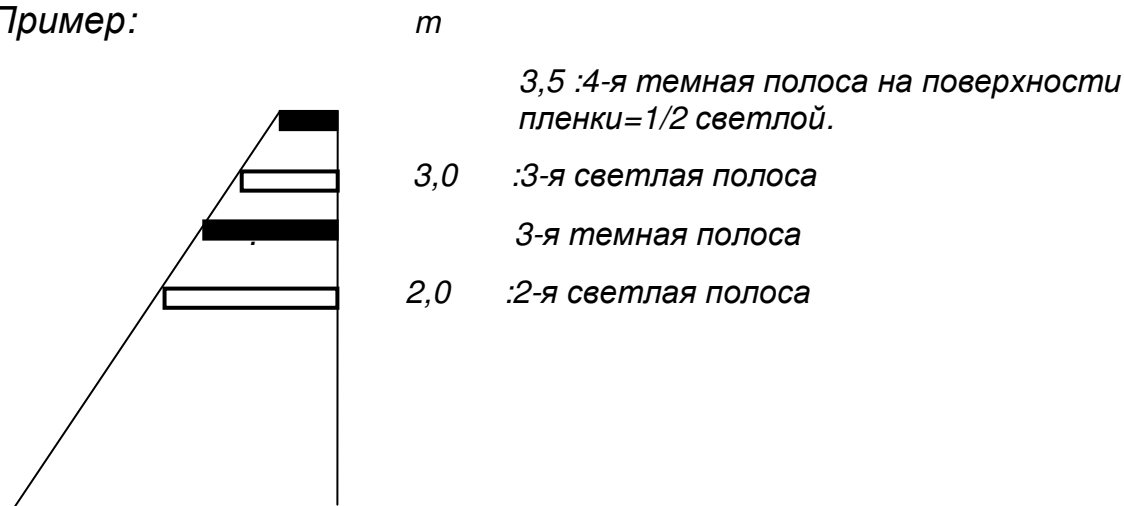 Пример: m
3,5 :4-я темная полоса на поверхности
пленки=1/2 светлой.
3,0 :3-я светлая полоса
3-я темная полоса
2,0 :2-я светлая полоса